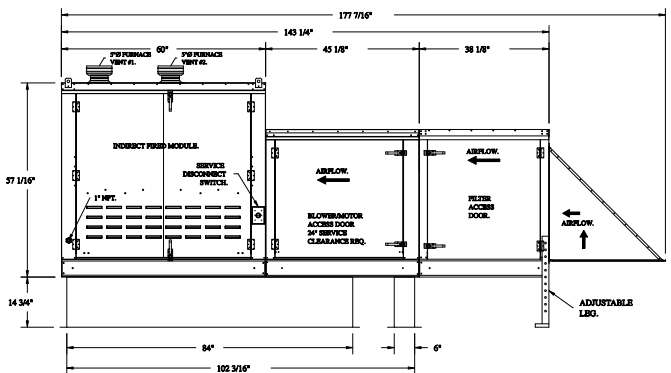 177 7/16"
143 1/4"
60"
45 1/8"
38 1/8"
5"Ø FURNACE
VENT #1.
5"Ø FURNACE
VENT #2.
INDIRECT FIRED MODULE.
SERVICE
DISCONNECT
SWITCH.
1" NPT.
57 1/16"
14 3/4"
AIRFLOW.
BLOWER/MOTOR
ACCESS DOOR
24" SERVICE
CLEARANCE REQ.
AIRFLOW.
FILTER
ACCESS
DOOR.
AIRFLOW.
ADJUSTABLE
LEG.
84"
6"
102 3/16"